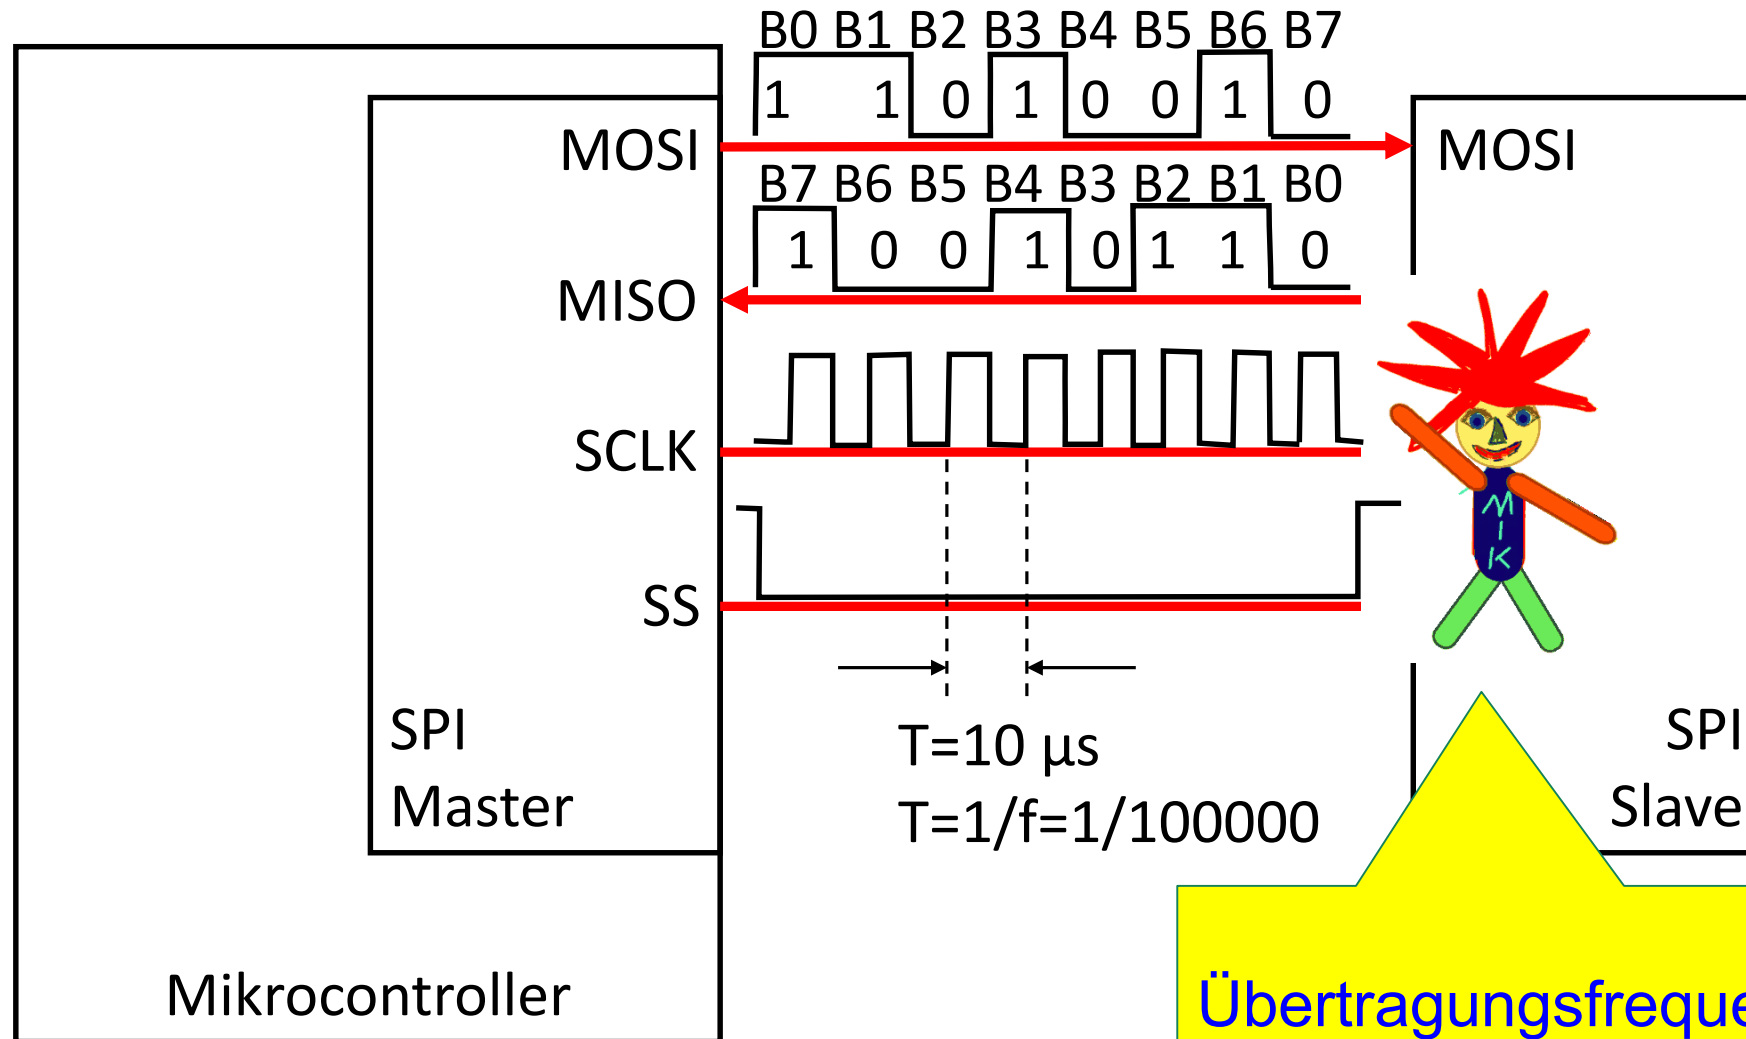 B0 B1 B2 B3 B4 B5 B6 B7
1 1 0 1 0 0 1 0
MOSI
MOSI
B7 B6 B5 B4 B3 B2 B1 B0
1 0 0 1 0 1 1 0
MISO
SCLK
SS
M
I
K
T=10 µs
T=1/f=1/100000
SPI
Master
SPI
Slave
Mikrocontroller
Übertragungsfreque